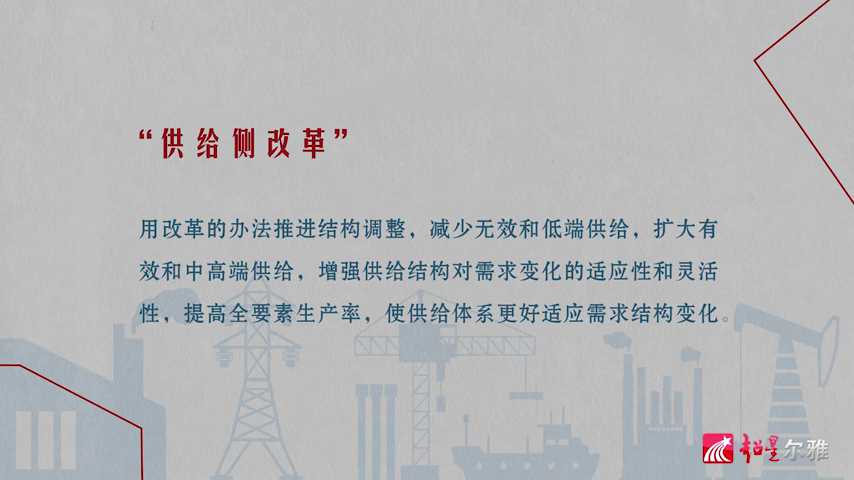 “供给侧改革”
用改革的办法推进结构调整，减少无效和低端供给，扩大有
效和中高端供给，增强供给结构对需求变化的适应性和灵活
性，提高全要素生产率，使供给体系更好适应需求结构变化。
超星尔雅